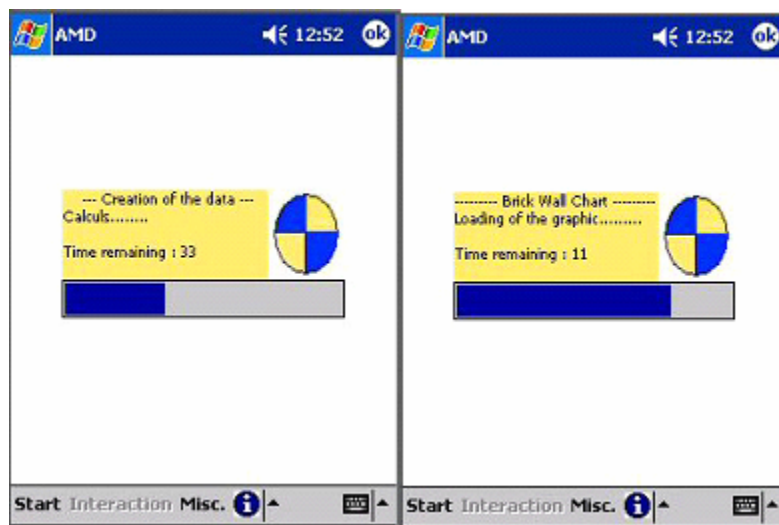 AMD 12:52 ok
--- Creation of the data ---
Calculs........
Time remaining : 33
Start Interaction Misc.
AMD 12:52 ok
--------- Brick Wall Chart ---------
Loading of the graphic.........
Time remaining : 11
Start Interaction Misc.